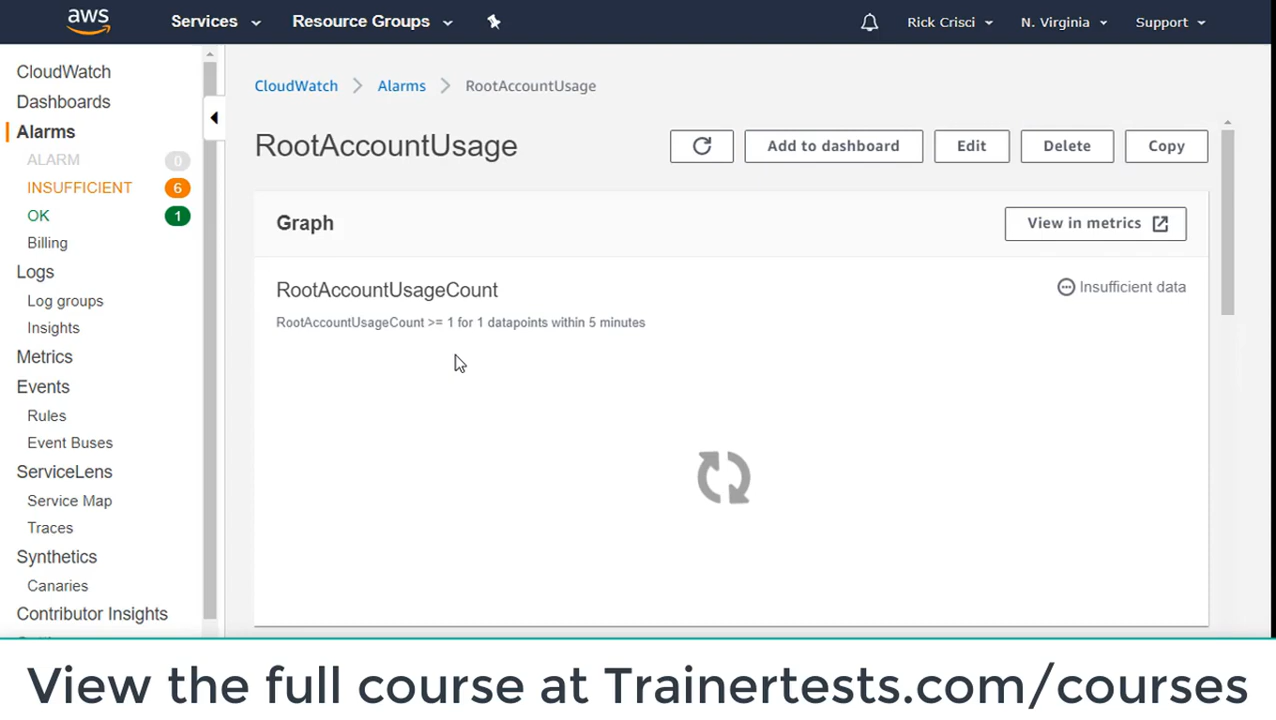 aws Services Resource Groups Rick Crisci N. Virginia Support
CloudWatch
Dashboards
Alarms
ALARM 0
INSUFFICIENT 6
OK 1
Billing
Logs
Log groups
Insights
Metrics
Events
Rules
Event Buses
ServiceLens
Service Map
Traces
Synthetics
Canaries
Contributor Insights
CloudWatch Alarms RootAccountUsage
RootAccountUsage
Add to dashboard Edit Delete Copy
Graph
View in metrics
RootAccountUsageCount
Insufficient data
RootAccountUsageCount >= 1 for 1 datapoints within 5 minutes
View the full course at Trainertests.com/courses